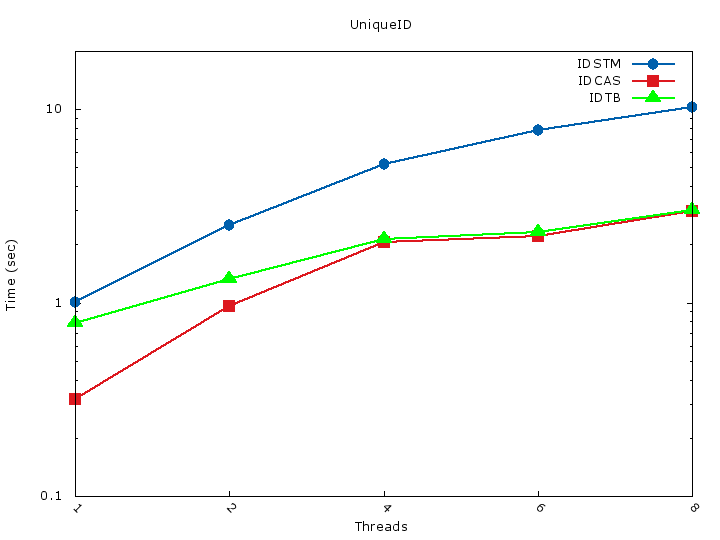 UniqueID
IDSTM
IDCAS
IDTB
10
1
0.1
Time (sec)
1
2
4
6
8
Threads